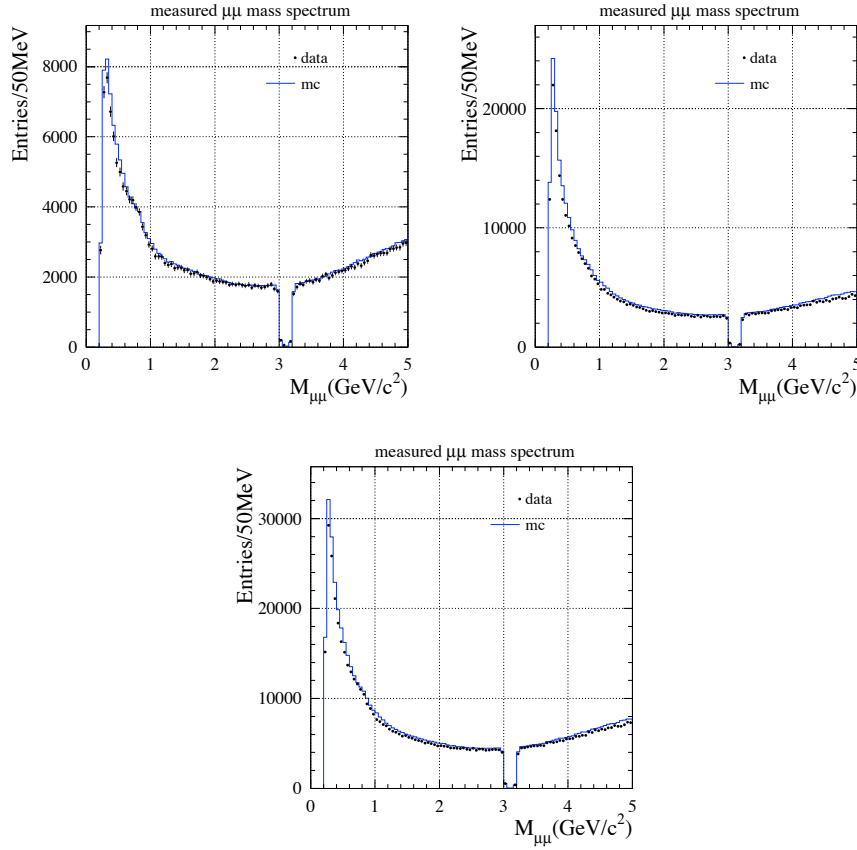 measured μμ mass spectrum
Entries/50MeV
8000
6000
4000
2000
0
data
mc
0 1 2 3 4 5
M_μμ(GeV/c²)
measured μμ mass spectrum
Entries/50MeV
20000
10000
0
data
mc
0 1 2 3 4 5
M_μμ(GeV/c²)
measured μμ mass spectrum
Entries/50MeV
30000
20000
10000
0
data
mc
0 1 2 3 4 5
M_μμ(GeV/c²)